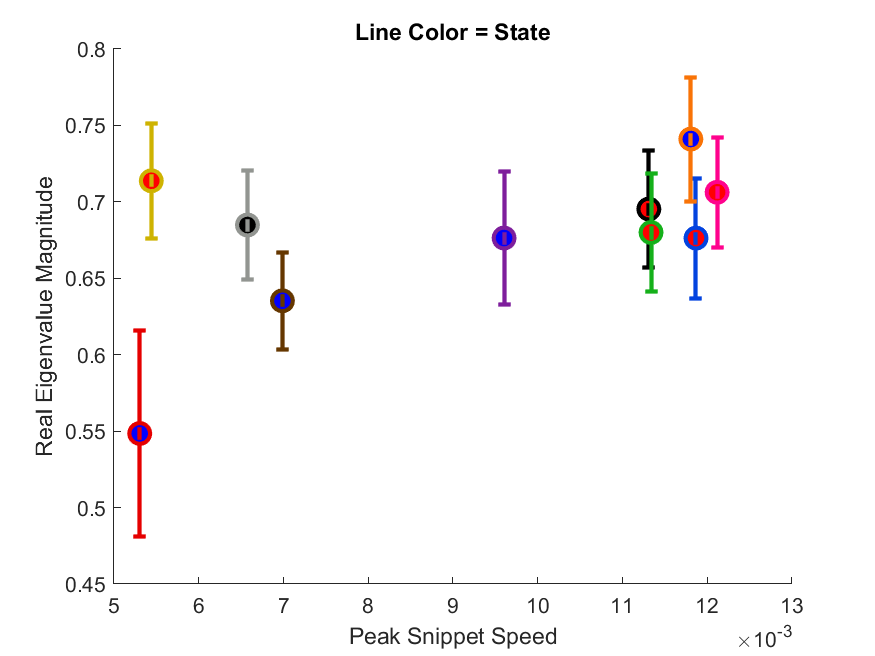 Line Color = State
0.8
0.75
0.7
0.65
0.6
0.55
0.5
0.45
Real Eigenvalue Magnitude
5 6 7 8 9 10 11 12 13
Peak Snippet Speed
×10-3